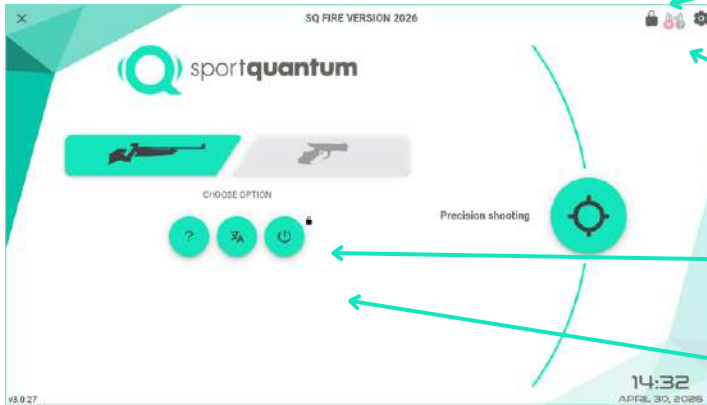 SQ FIRE VERSION 2026
sportquantum
CHOOSE OPTION
?
Precision shooting
14:32
APRIL 30, 2026
v3.0.27